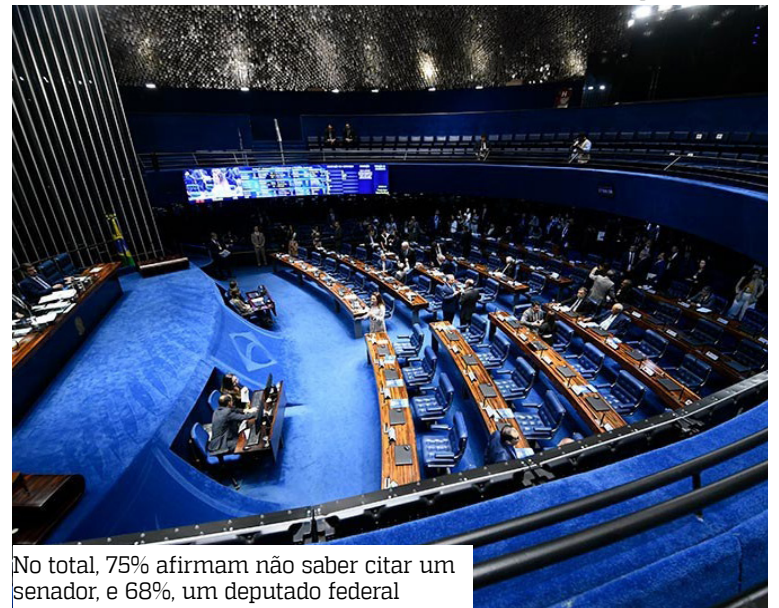 No total, 75% afirmam não saber citar um
senador, e 68%, um deputado federal